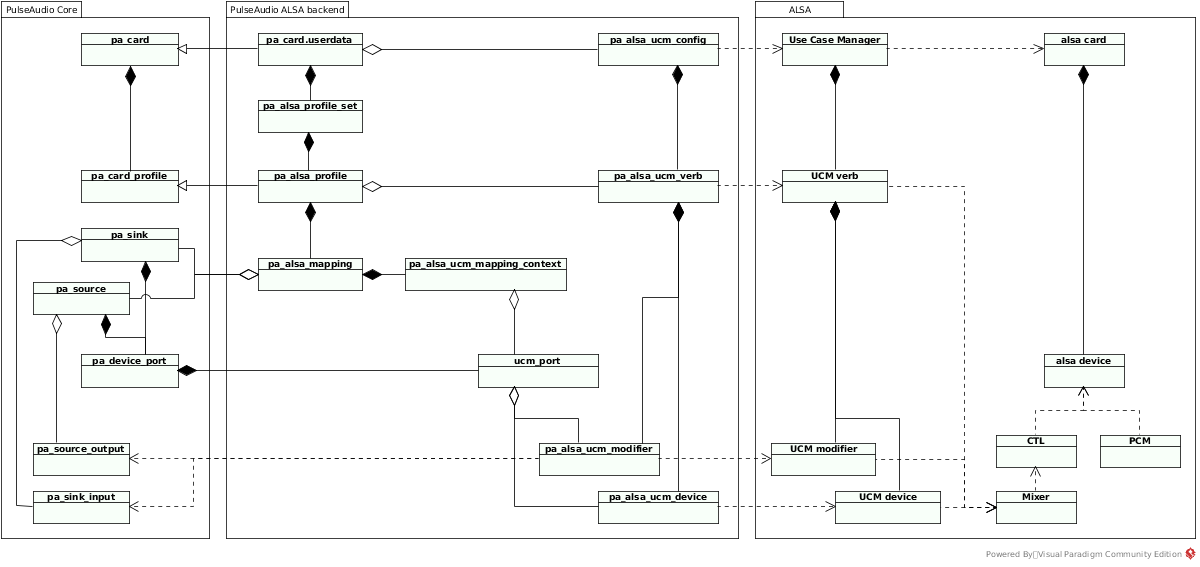 PulseAudio Core
PulseAudio ALSA backend
ALSA
pa_card
pa_card.userdata
pa_alsa_ucm_config
Use Case Manager
alsa card
pa_alsa_profile_set
pa_card_profile
pa_alsa_profile
pa_alsa_ucm_verb
UCM verb
pa_sink
pa_alsa_mapping
pa_alsa_ucm_mapping_context
pa_source
pa_device_port
ucm_port
alsa device
pa_source_output
pa_alsa_ucm_modifier
UCM modifier
CTL
PCM
pa_sink_input
pa_alsa_ucm_device
UCM device
Mixer
Powered By Visual Paradigm Community Edition